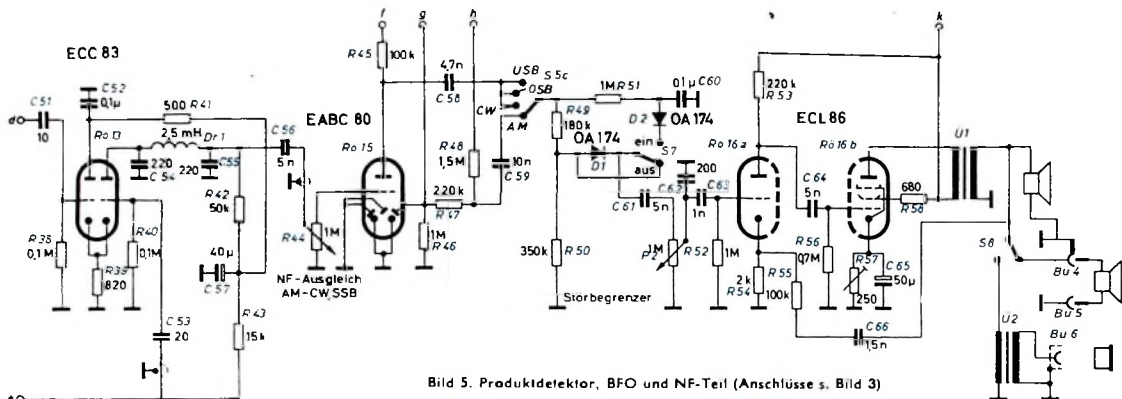 f
g
h
k
ECC 83
R45
100k
C52
0,1µ
500 R41
C51
d
10
Rö 13
2,5 mH
Dr 1
C56
5 n
220
C54
220
C55
R42
50k
R38
0,1M
R40
0,1M
R39
820
40µ
C57
C53
20
R43
15k
EABC 80
Rö 15
4,7n
C58
R48
1,5M
220k
R47
1M
R46
10n
C59
R44
1M
NF-Ausgleich
AM-CW,SSB
USB
S5c
OSB
CW
AM
1M R51
0,1µ C60
R49
180k
OA 174
D1
D2
OA 174
ein
S7
aus
C61
5n
200
C62
C63
1n
R50
350k
1M
P2
R52
1M
Störbegrenzer
220k
R53
Rö 16a
ECL 86
Rö 16b
C64
5n
680
R58
2k
R54
R55
100k
R56
0,7M
R57
250
C65
50µ
C66
1,5n
Ü1
S8
Bu 4
Bu 5
Ü2
Bu 6
Bild 5. Produktdetektor, BFO und NF-Teil (Anschlüsse s. Bild 3)